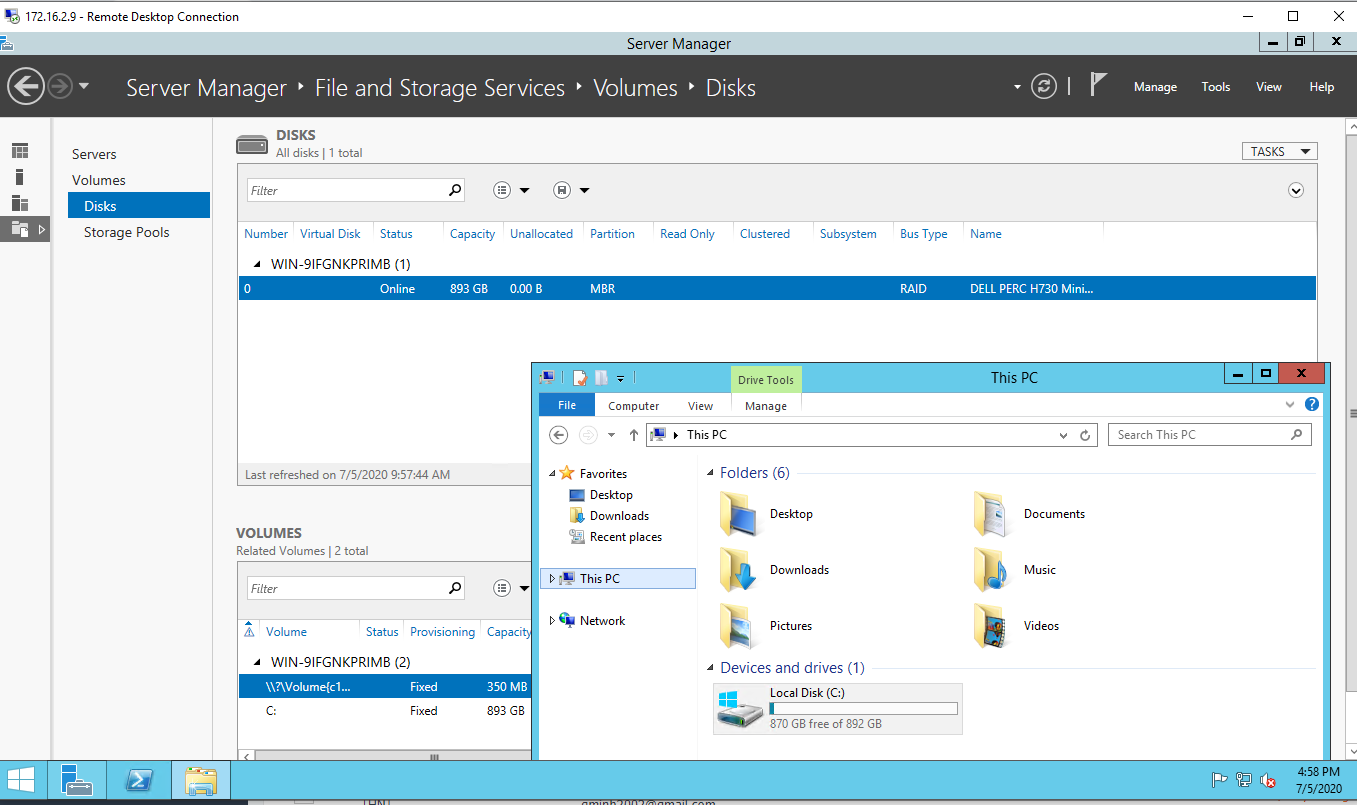 172.16.2.9 - Remote Desktop Connection
Server Manager
Server Manager ‣ File and Storage Services ‣ Volumes ‣ Disks
Manage Tools View Help
Servers
Volumes
Disks
Storage Pools
DISKS
All disks | 1 total
TASKS
Filter
Number Virtual Disk Status Capacity Unallocated Partition Read Only Clustered Subsystem Bus Type Name
WIN-9IFGNKPRIMB (1)
0 Online 893 GB 0.00 B MBR RAID DELL PERC H730 Mini...
Last refreshed on 7/5/2020 9:57:44 AM
VOLUMES
Related Volumes | 2 total
Filter
Volume Status Provisioning Capacity
WIN-9IFGNKPRIMB (2)
\\?\Volume{c1... Fixed 350 MB
C: Fixed 893 GB
Drive Tools
This PC
File Computer View Manage
This PC
Search This PC
Favorites
Desktop
Downloads
Recent places
This PC
Network
Folders (6)
Desktop
Documents
Downloads
Music
Pictures
Videos
Devices and drives (1)
Local Disk (C:)
870 GB free of 892 GB
4:58 PM
7/5/2020